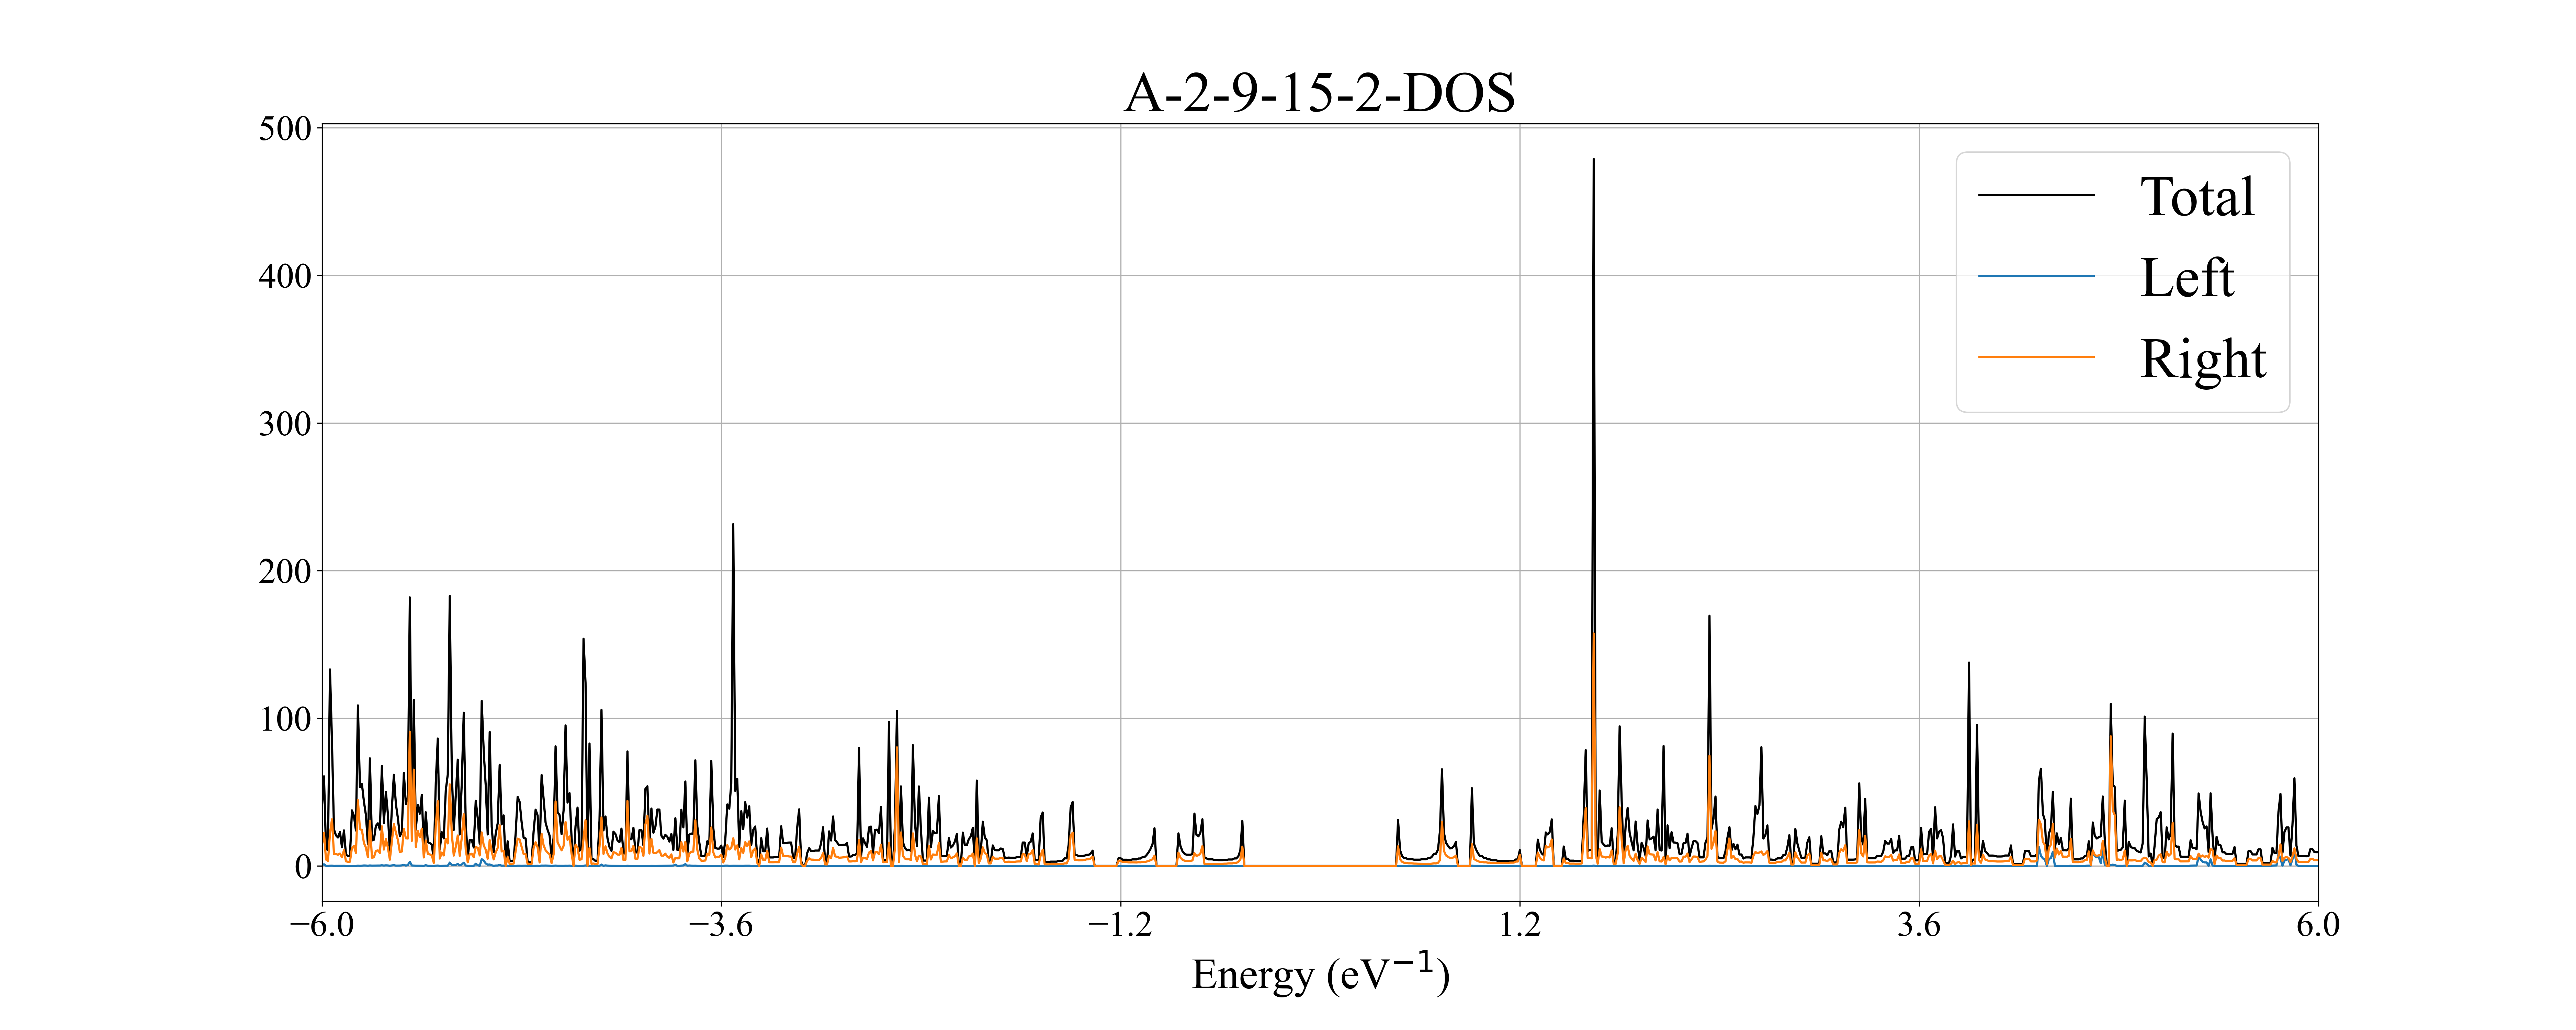 A-2-9-15-2-DOS
500
400
300
200
100
0
Total
Left
Right
−6.0 −3.6 −1.2 1.2 3.6 6.0
Energy (eV⁻¹)